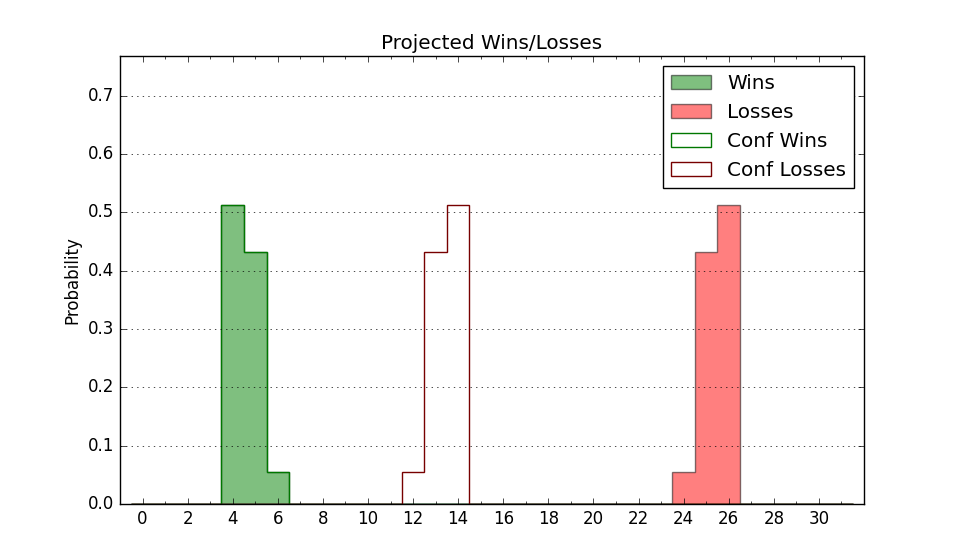 Projected Wins/Losses
Wins
Losses
Conf Wins
Conf Losses
Probability
0.7
0.6
0.5
0.4
0.3
0.2
0.1
0.0
0 2 4 6 8 10 12 14 16 18 20 22 24 26 28 30